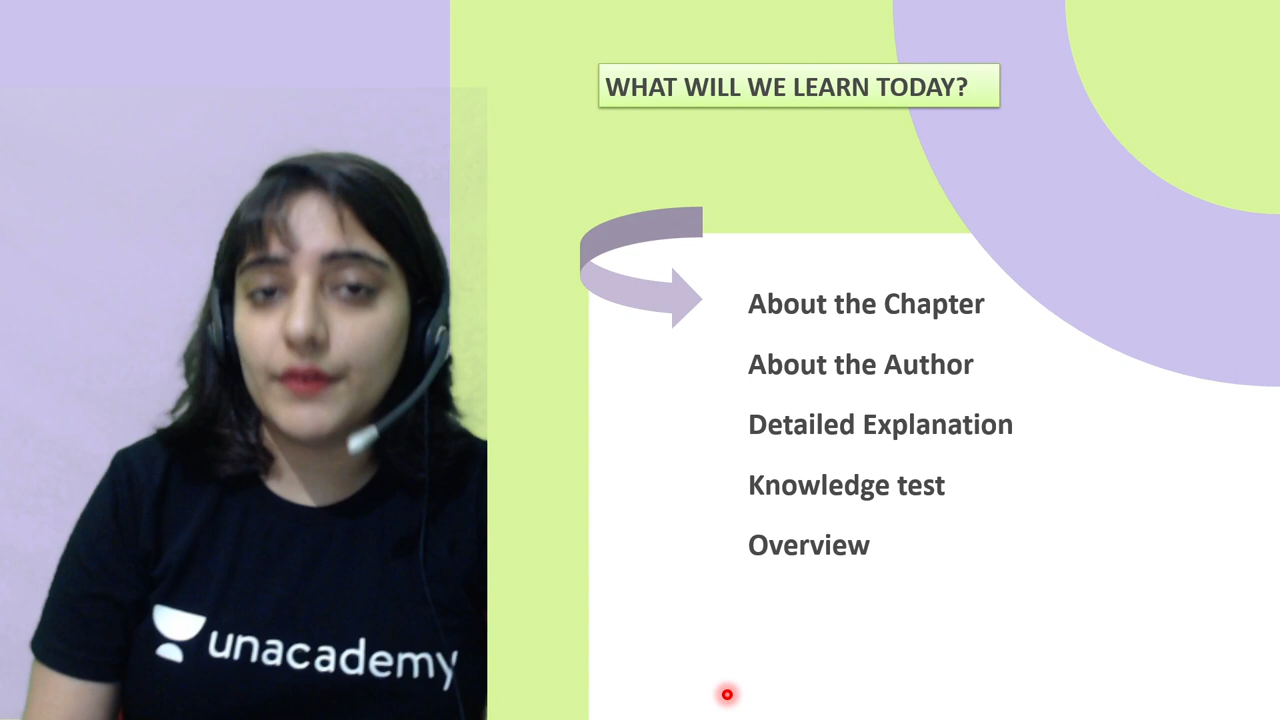 WHAT WILL WE LEARN TODAY?
About the Chapter
About the Author
Detailed Explanation
Knowledge test
Overview
unacademy